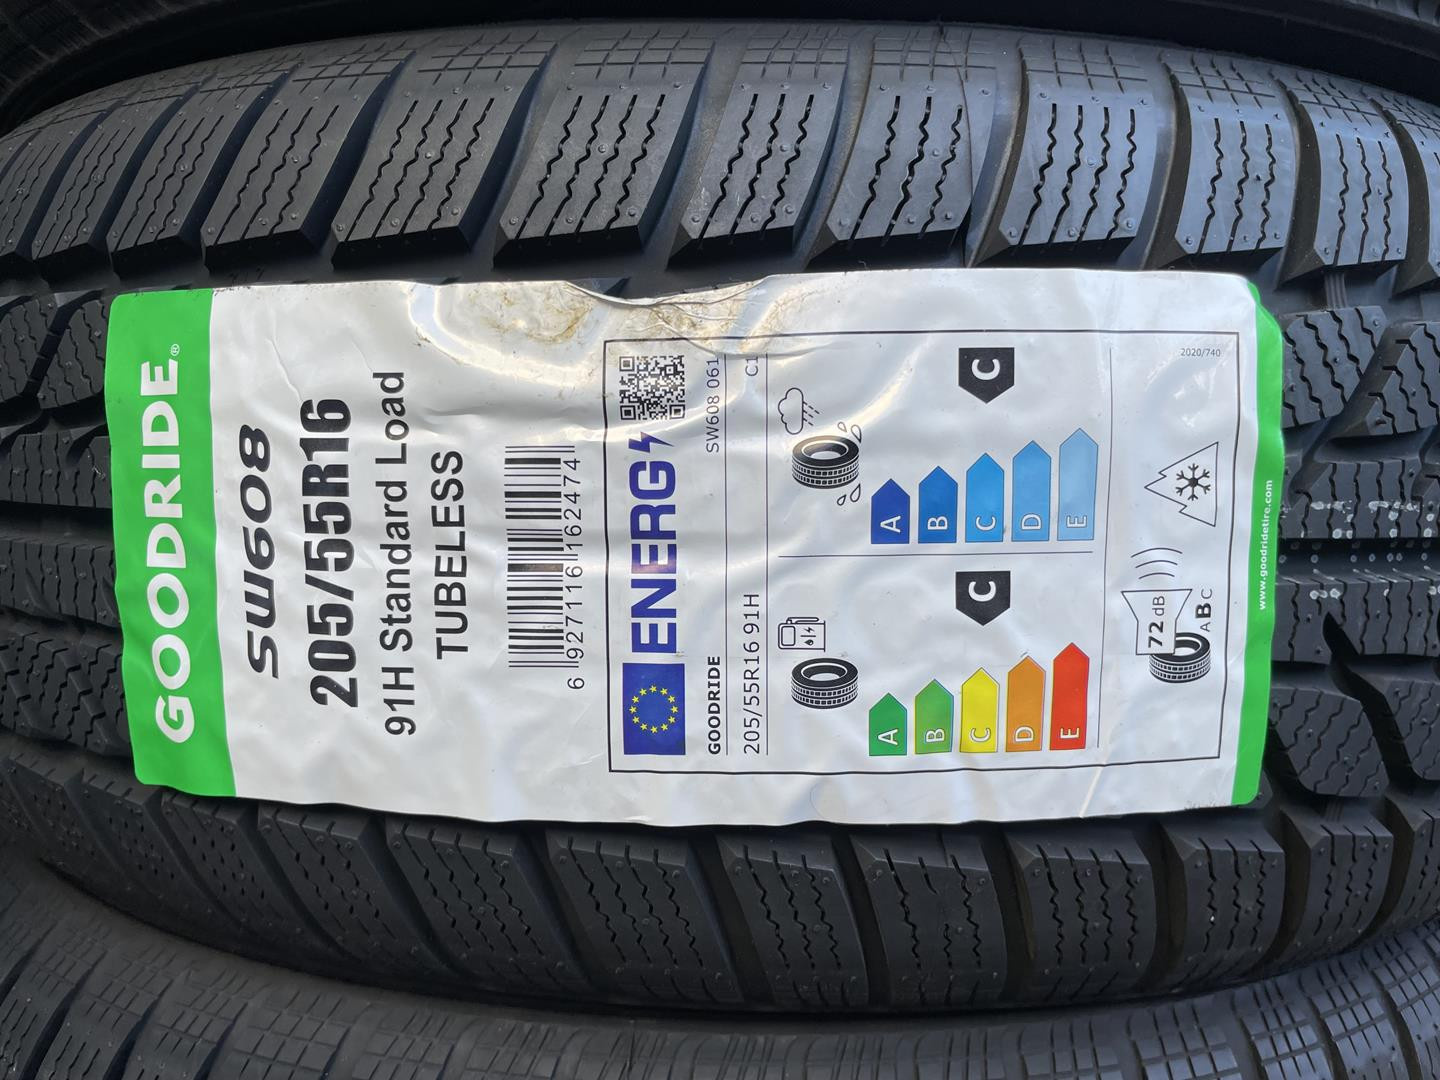 GOODRIDE®
SW608
205/55R16
91H Standard Load
TUBELESS
6 927116 162474
ENERG
GOODRIDE
SW608 061
205/55R16 91H
C1
A
B
C
D
E
C
A
B
C
D
E
C
72 dB
ABC
2020/740
www.goodridetire.com